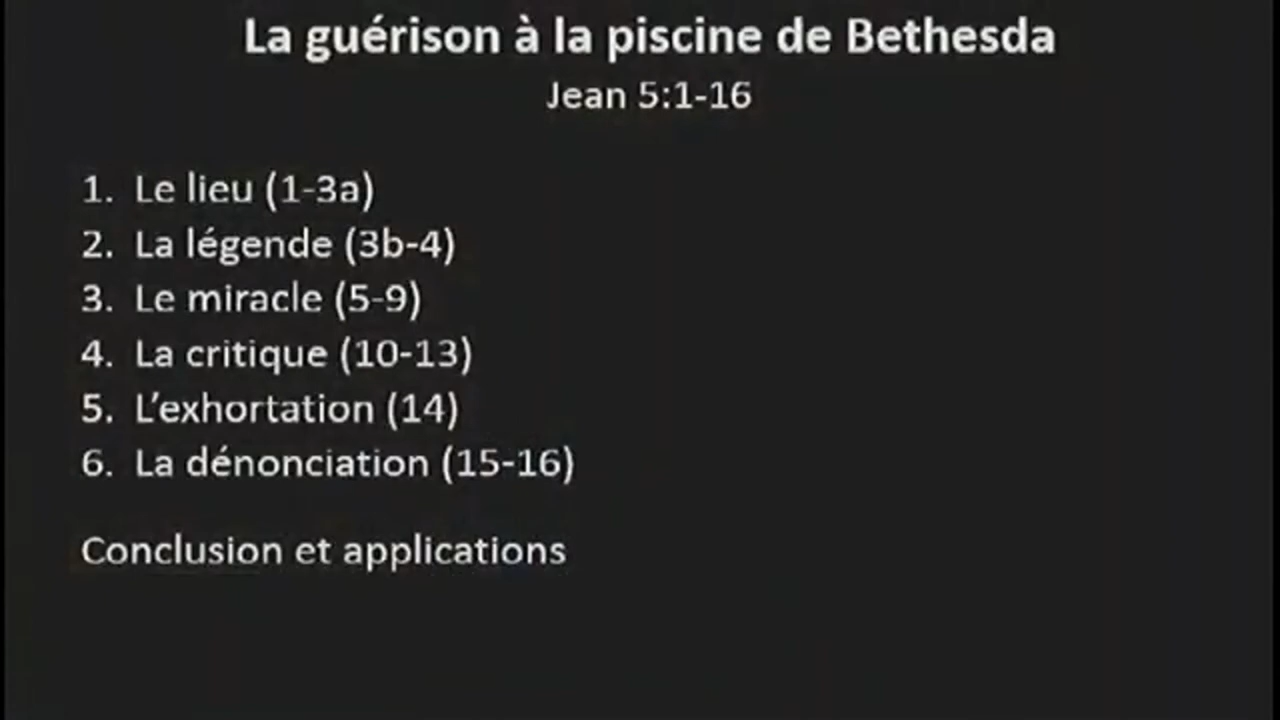 La guérison à la piscine de Bethesda
Jean 5:1-16
1. Le lieu (1-3a)
2. La légende (3b-4)
3. Le miracle (5-9)
4. La critique (10-13)
5. L’exhortation (14)
6. La dénonciation (15-16)
Conclusion et applications